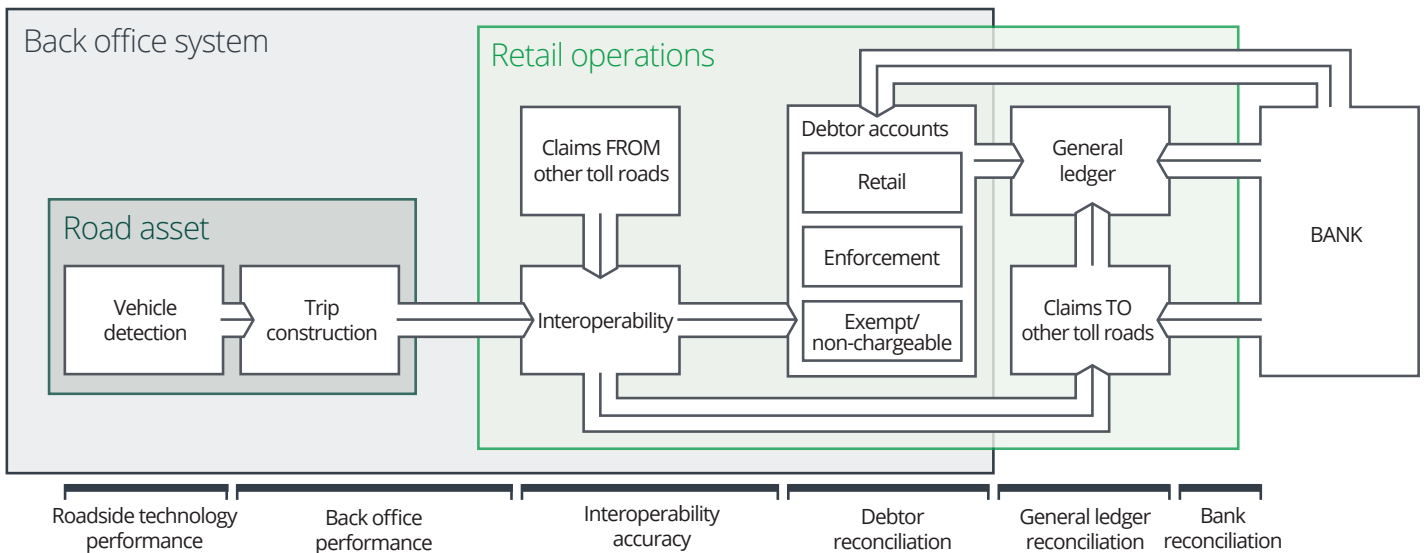 Back office system
Retail operations
Road asset
Vehicle
detection
Trip
construction
Claims FROM
other toll roads
Interoperability
Debtor accounts
Retail
Enforcement
Exempt/
non-chargeable
General
ledger
Claims TO
other toll roads
BANK
Roadside technology
performance
Back office
performance
Interoperability
accuracy
Debtor
reconciliation
General ledger
reconciliation
Bank
reconciliation